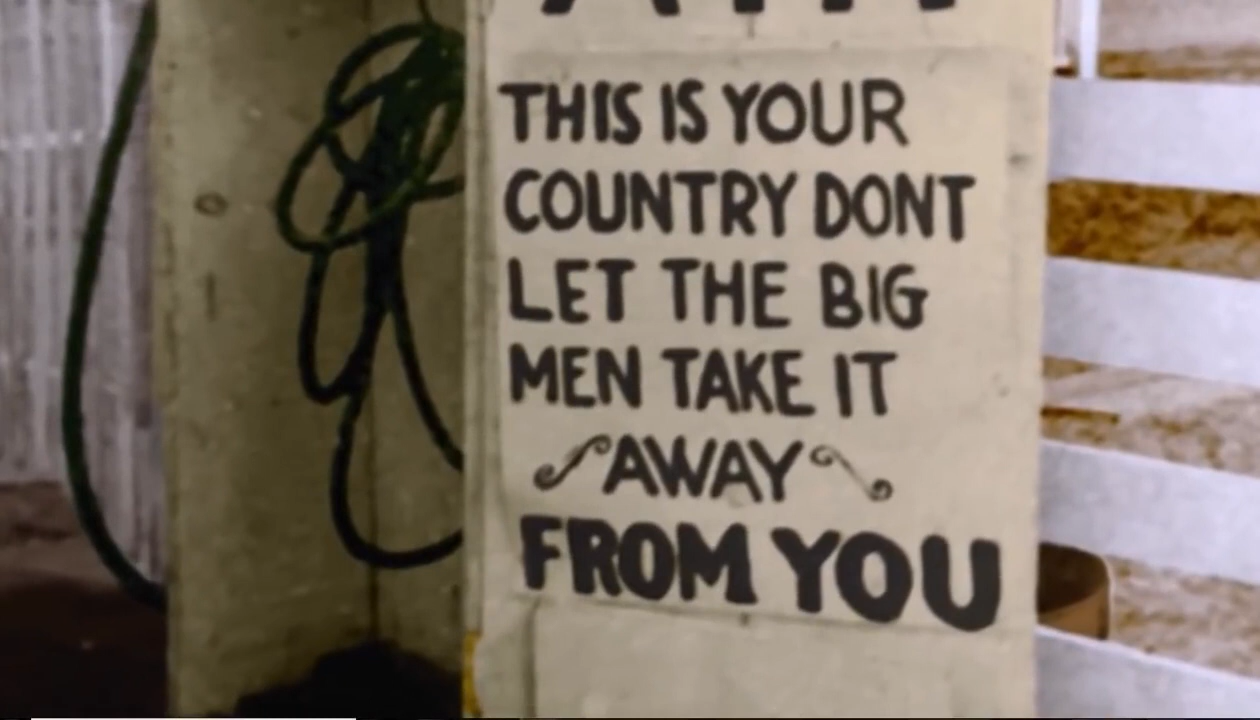 THIS IS YOUR
COUNTRY DONT
LET THE BIG
MEN TAKE IT
AWAY
FROM YOU